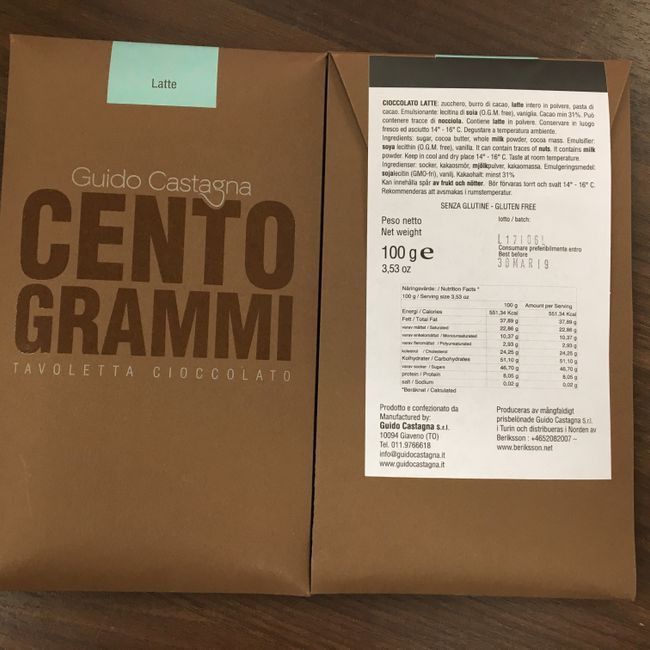 Latte
Guido Castagna
CENTO
GRAMMI
TAVOLETTA CIOCCOLATO
CIOCCOLATO LATTE: zucchero, burro di cacao, latte intero in polvere, pasta di
cacao. Emulsionante: lecitina di soia (O.G.M. free), vaniglia. Cacao min 31%. Può
contenere tracce di nocciola. Contiene latte in polvere. Conservare in luogo
fresco ed asciutto 14° - 16° C. Degustare a temperatura ambiente.
Ingredients: sugar, cocoa butter, whole milk powder, cocoa mass. Emulsifier:
soya lecithin (O.G.M. free), vanilla. It can contain traces of nuts. It contains milk
powder. Keep in cool and dry place 14° - 16° C. Taste at room temperature.
Ingredienser: socker, kakaosmör, mjölkpulver, kakaomassa. Emulgeringsmedel:
sojalecitin (GMO-fri), vanilj, Kakaohalt: minst 31%
Kan innehålla spår av frukt och nötter. Bör förvaras torrt och svalt 14° - 16° C.
Rekommenderas att avsmakas i rumstemperatur.
SENZA GLUTINE - GLUTEN FREE
Peso netto
Net weight
100 g e
3,53 oz
lotto / batch:
L17106L
Consumare preferibilmente entro
Best before
30MAR19
Näringsvärde: / Nutrition Facts *
100 g / Serving size 3,53 oz
100 g Amount per Serving
Energi / Calories 551,34 Kcal 551,34 Kcal
Fett / Total Fat 37,89 g 37,89 g
varav mättat / Saturated 22,86 g 22,86 g
varav enkelomättat / Monounsaturated 10,37 g 10,37 g
varav fleromättat / Polyunsaturated 2,93 g 2,93 g
kolesterol / Cholesterol 24,25 g 24,25 g
Kolhydrater / Carbohydrates 51,10 g 51,10 g
varav socker / Sugars 46,70 g 46,70 g
protein / Protein 8,05 g 8,05 g
salt / Sodium 0,02 g 0,02 g
*Beräknat / Calculated
Prodotto e confezionato da
Manufactured by:
Guido Castagna s.r.l.
10094 Giaveno (TO)
Tel. 011.9766618
info@guidocastagna.it
www.guidocastagna.it
Produceras av mångfaldigt
prisbelönade Guido Castagna s.r.l.
i Turin och distribueras i Norden av
Beriksson : +4652082007 –
www.beriksson.net